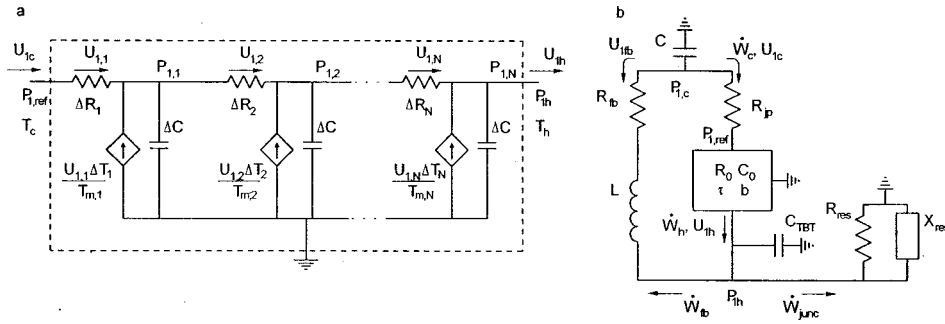 a
U1c
U1,1
P1,1
U1,2
P1,2
U1,N
P1,N
U1h
P1,ref
ΔR1
ΔR2
ΔRN
P1h
Tc
ΔC
ΔC
ΔC
Th
U1,1ΔT1
Tm,1
U1,2ΔT2
Tm,2
U1,NΔTN
Tm,N
b
C
U1fb
Ẇc, U1c
P1,c
Rfb
Rjp
P1,ref
R0 C0
τ b
L
Ẇh, U1h
CTBT
Rres
Xres
P1h
Ẇfb
Ẇjunc